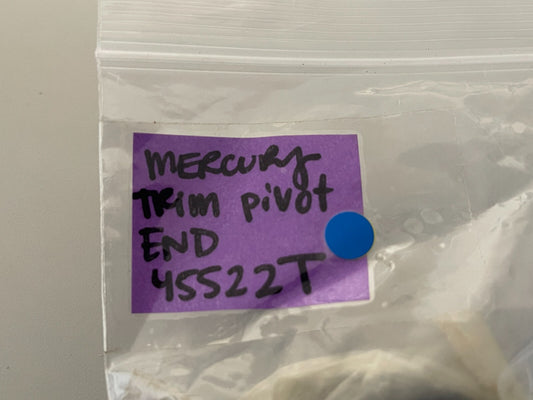 MERCURY
TRIM pivot
END
45522T